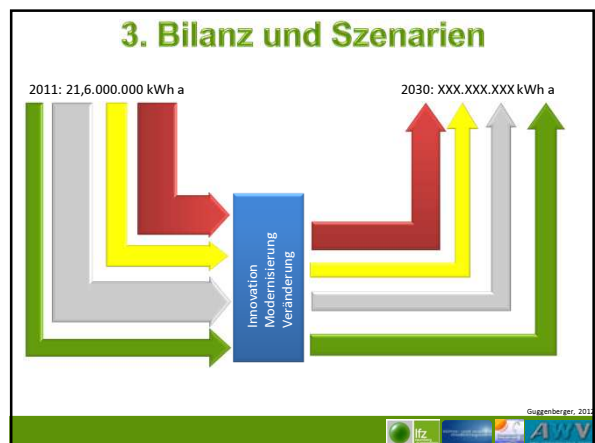 3. Bilanz und Szenarien
2011: 21,6.000.000 kWh a
2030: XXX.XXX.XXX kWh a
Innovation
Modernisierung
Veränderung
Guggenberger, 2012
lfz
AWV